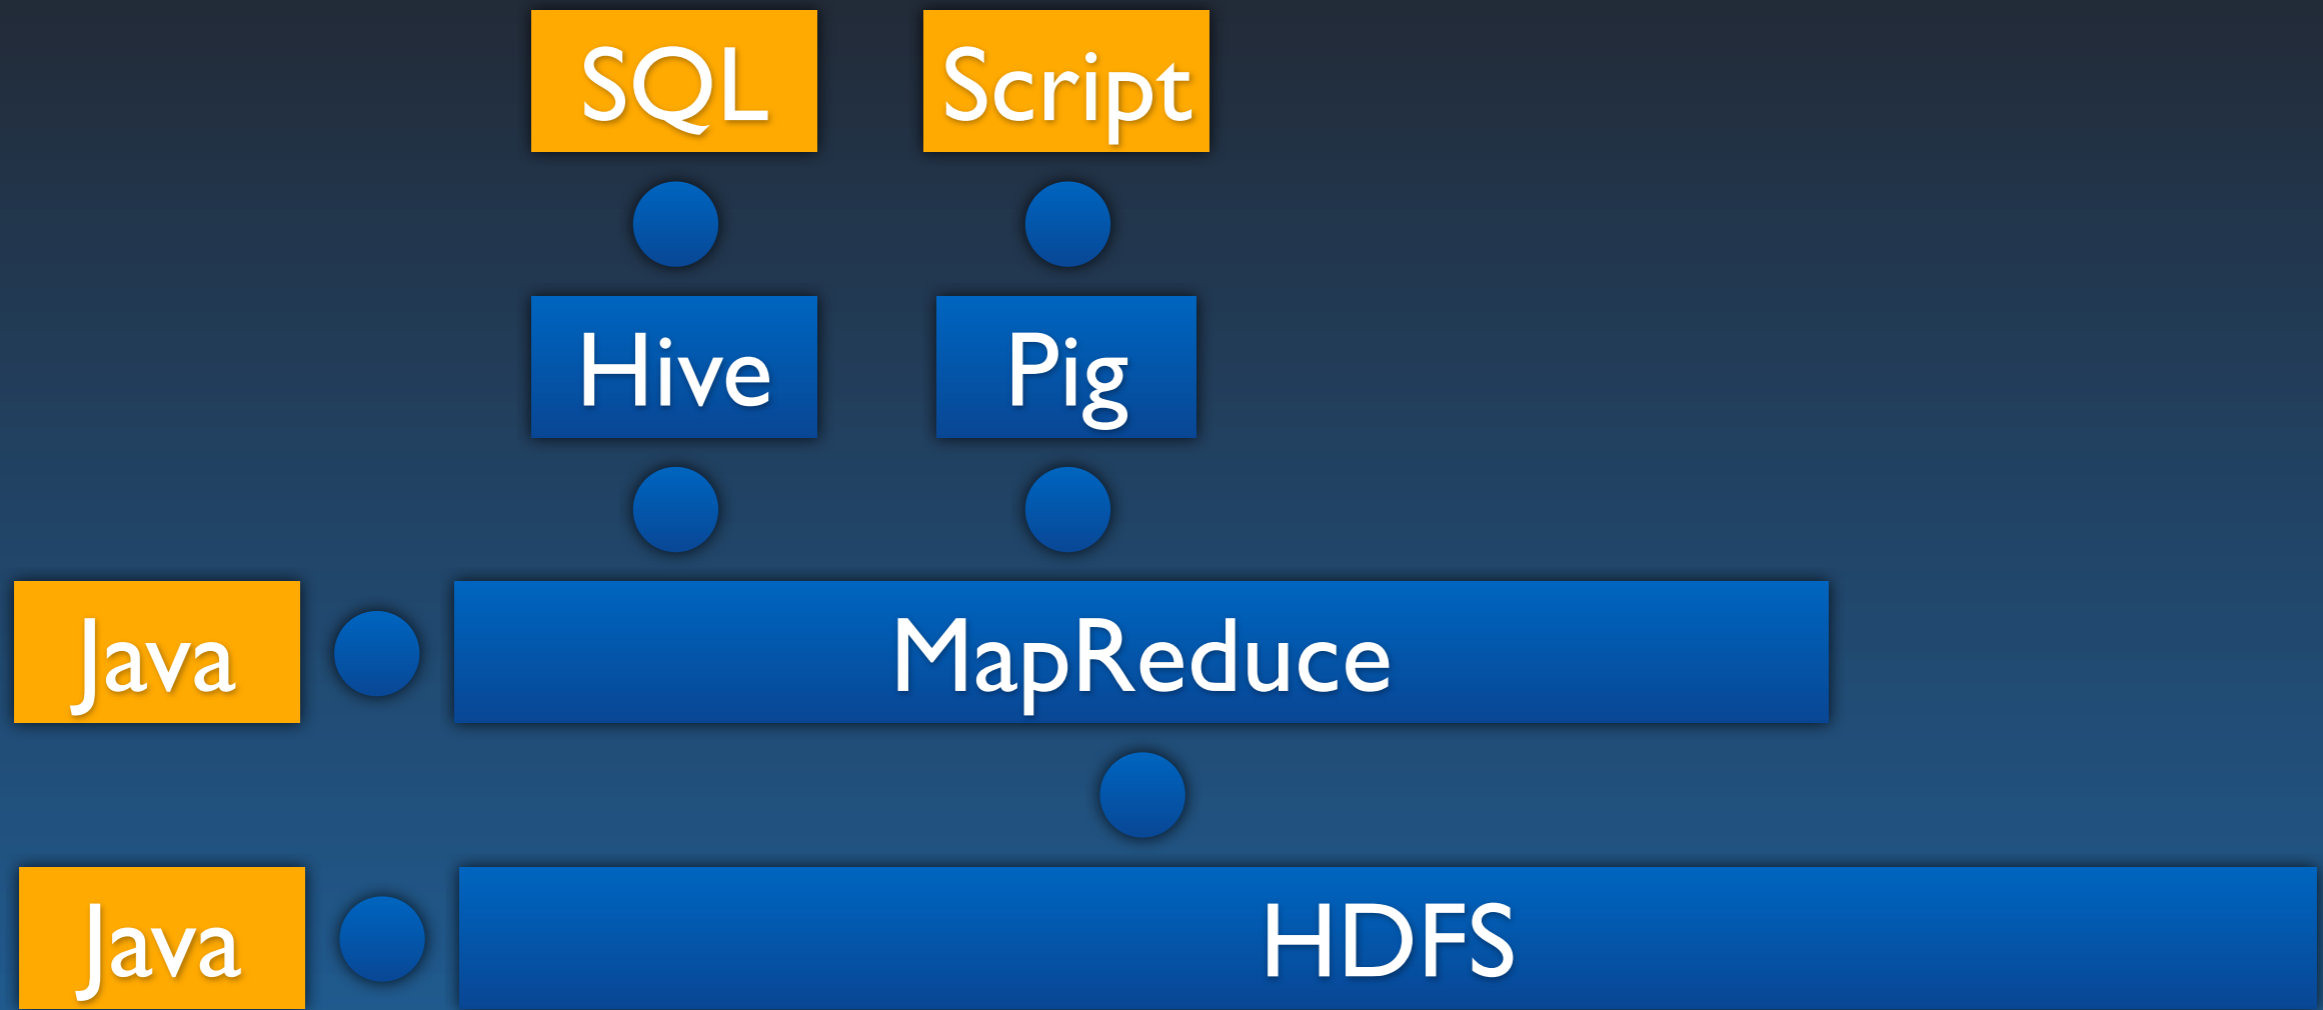 SQL
Script
Hive
Pig
Java
MapReduce
Java
HDFS